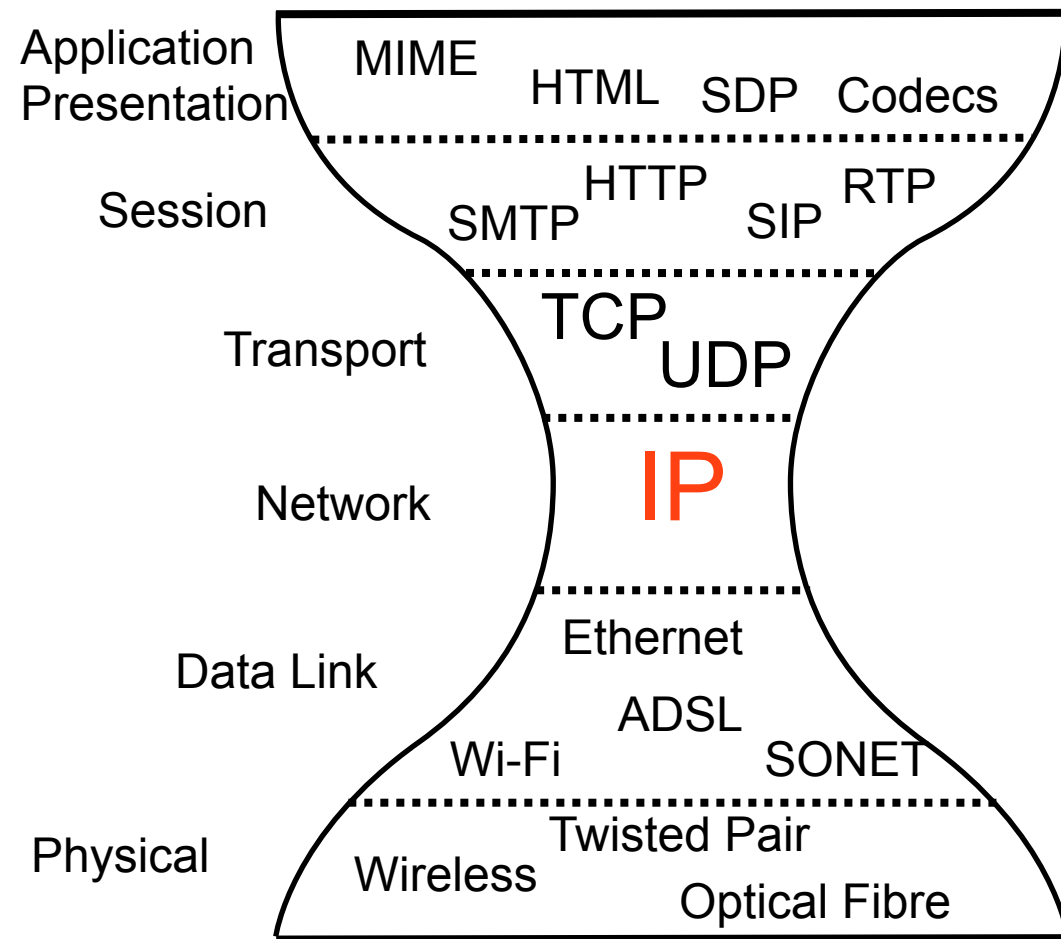 Application
Presentation
MIME
HTML
SDP
Codecs
Session
HTTP
RTP
SMTP
SIP
Transport
TCP
UDP
Network
IP
Data Link
Ethernet
ADSL
Wi-Fi
SONET
Physical
Twisted Pair
Wireless
Optical Fibre